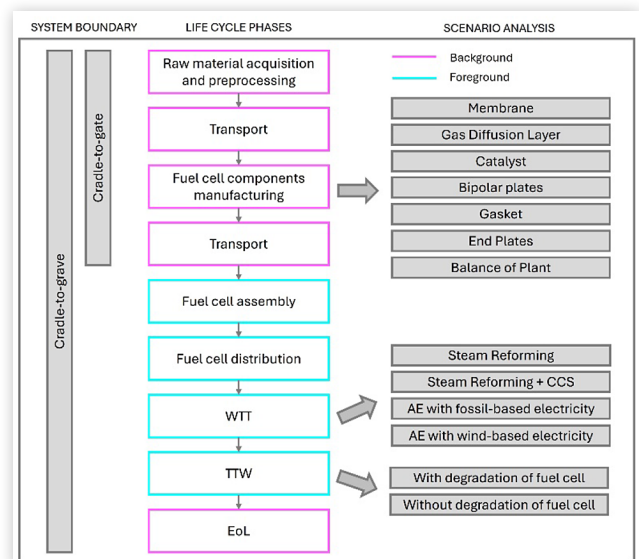 SYSTEM BOUNDARY
LIFE CYCLE PHASES
SCENARIO ANALYSIS
Cradle-to-grave
Cradle-to-gate
Raw material acquisition
and preprocessing
Transport
Fuel cell components
manufacturing
Transport
Fuel cell assembly
Fuel cell distribution
WTT
TTW
EoL
Background
Foreground
Membrane
Gas Diffusion Layer
Catalyst
Bipolar plates
Gasket
End Plates
Balance of Plant
Steam Reforming
Steam Reforming + CCS
AE with fossil-based electricity
AE with wind-based electricity
With degradation of fuel cell
Without degradation of fuel cell